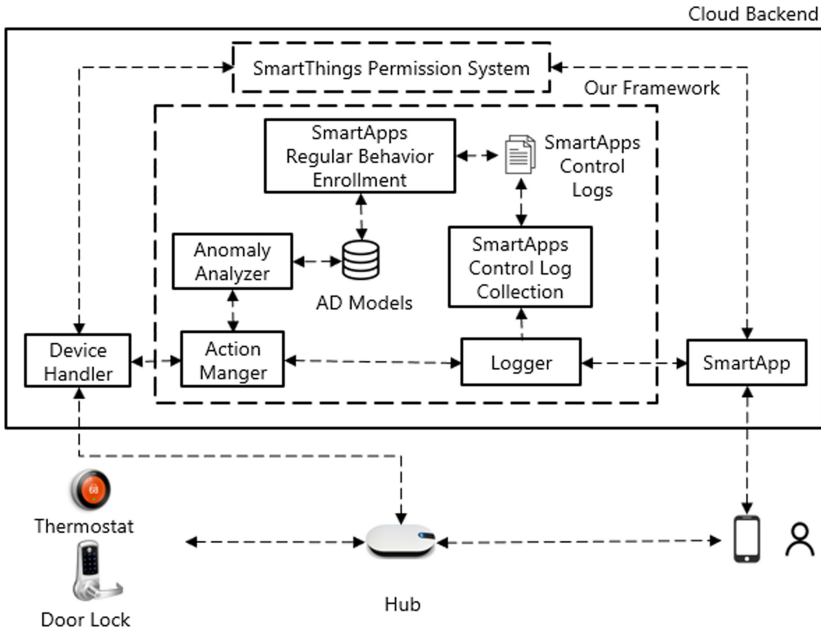 Cloud Backend
SmartThings Permission System
Our Framework
SmartApps
Regular Behavior
Enrollment
SmartApps
Control
Logs
Anomaly
Analyzer
AD Models
SmartApps
Control Log
Collection
Device
Handler
Action
Manger
Logger
SmartApp
68
Thermostat
Door Lock
Hub